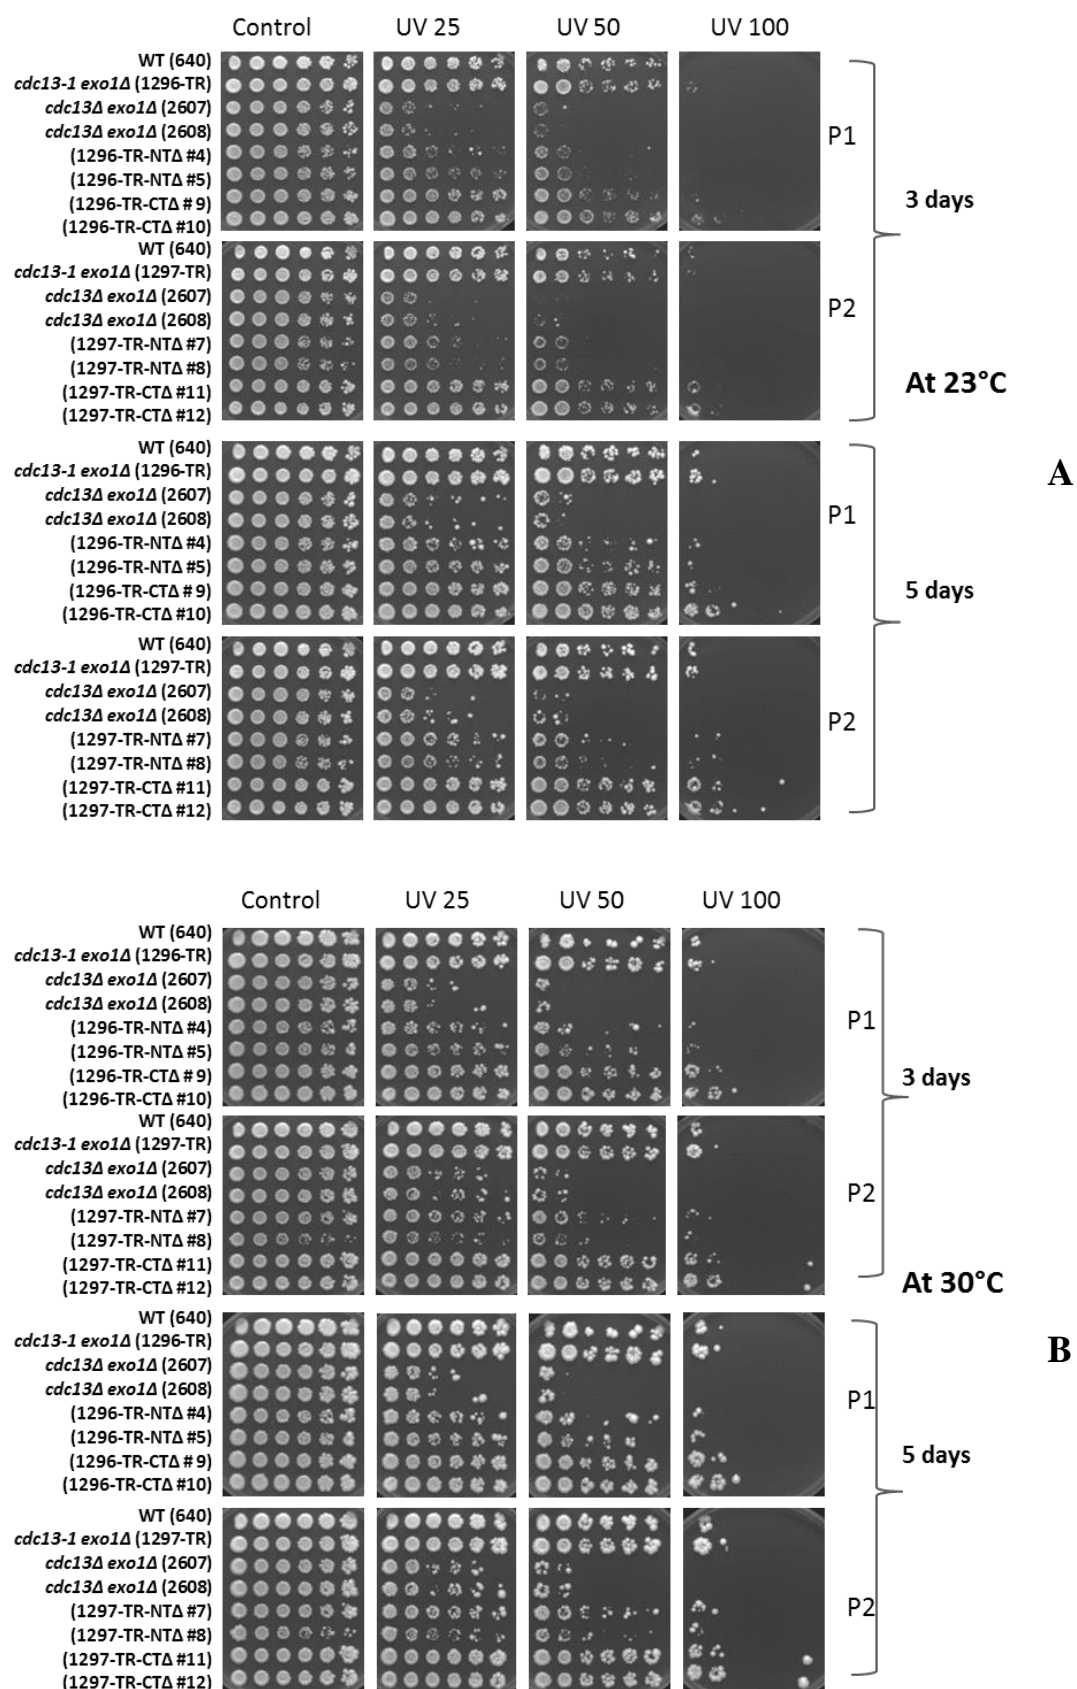 Control UV 25 UV 50 UV 100
WT (640)
cdc13-1 exo1Δ (1296-TR)
cdc13Δ exo1Δ (2607)
cdc13Δ exo1Δ (2608)
(1296-TR-NTΔ #4)
(1296-TR-NTΔ #5)
(1296-TR-CTΔ # 9)
(1296-TR-CTΔ #10)
P1
WT (640)
cdc13-1 exo1Δ (1297-TR)
cdc13Δ exo1Δ (2607)
cdc13Δ exo1Δ (2608)
(1297-TR-NTΔ #7)
(1297-TR-NTΔ #8)
(1297-TR-CTΔ #11)
(1297-TR-CTΔ #12)
P2
3 days
At 23°C
WT (640)
cdc13-1 exo1Δ (1296-TR)
cdc13Δ exo1Δ (2607)
cdc13Δ exo1Δ (2608)
(1296-TR-NTΔ #4)
(1296-TR-NTΔ #5)
(1296-TR-CTΔ # 9)
(1296-TR-CTΔ #10)
P1
WT (640)
cdc13-1 exo1Δ (1297-TR)
cdc13Δ exo1Δ (2607)
cdc13Δ exo1Δ (2608)
(1297-TR-NTΔ #7)
(1297-TR-NTΔ #8)
(1297-TR-CTΔ #11)
(1297-TR-CTΔ #12)
P2
5 days
A
Control UV 25 UV 50 UV 100
WT (640)
cdc13-1 exo1Δ (1296-TR)
cdc13Δ exo1Δ (2607)
cdc13Δ exo1Δ (2608)
(1296-TR-NTΔ #4)
(1296-TR-NTΔ #5)
(1296-TR-CTΔ # 9)
(1296-TR-CTΔ #10)
P1
WT (640)
cdc13-1 exo1Δ (1297-TR)
cdc13Δ exo1Δ (2607)
cdc13Δ exo1Δ (2608)
(1297-TR-NTΔ #7)
(1297-TR-NTΔ #8)
(1297-TR-CTΔ #11)
(1297-TR-CTΔ #12)
P2
3 days
At 30°C
WT (640)
cdc13-1 exo1Δ (1296-TR)
cdc13Δ exo1Δ (2607)
cdc13Δ exo1Δ (2608)
(1296-TR-NTΔ #4)
(1296-TR-NTΔ #5)
(1296-TR-CTΔ # 9)
(1296-TR-CTΔ #10)
P1
WT (640)
cdc13-1 exo1Δ (1297-TR)
cdc13Δ exo1Δ (2607)
cdc13Δ exo1Δ (2608)
(1297-TR-NTΔ #7)
(1297-TR-NTΔ #8)
(1297-TR-CTΔ #11)
(1297-TR-CTΔ #12)
P2
5 days
B